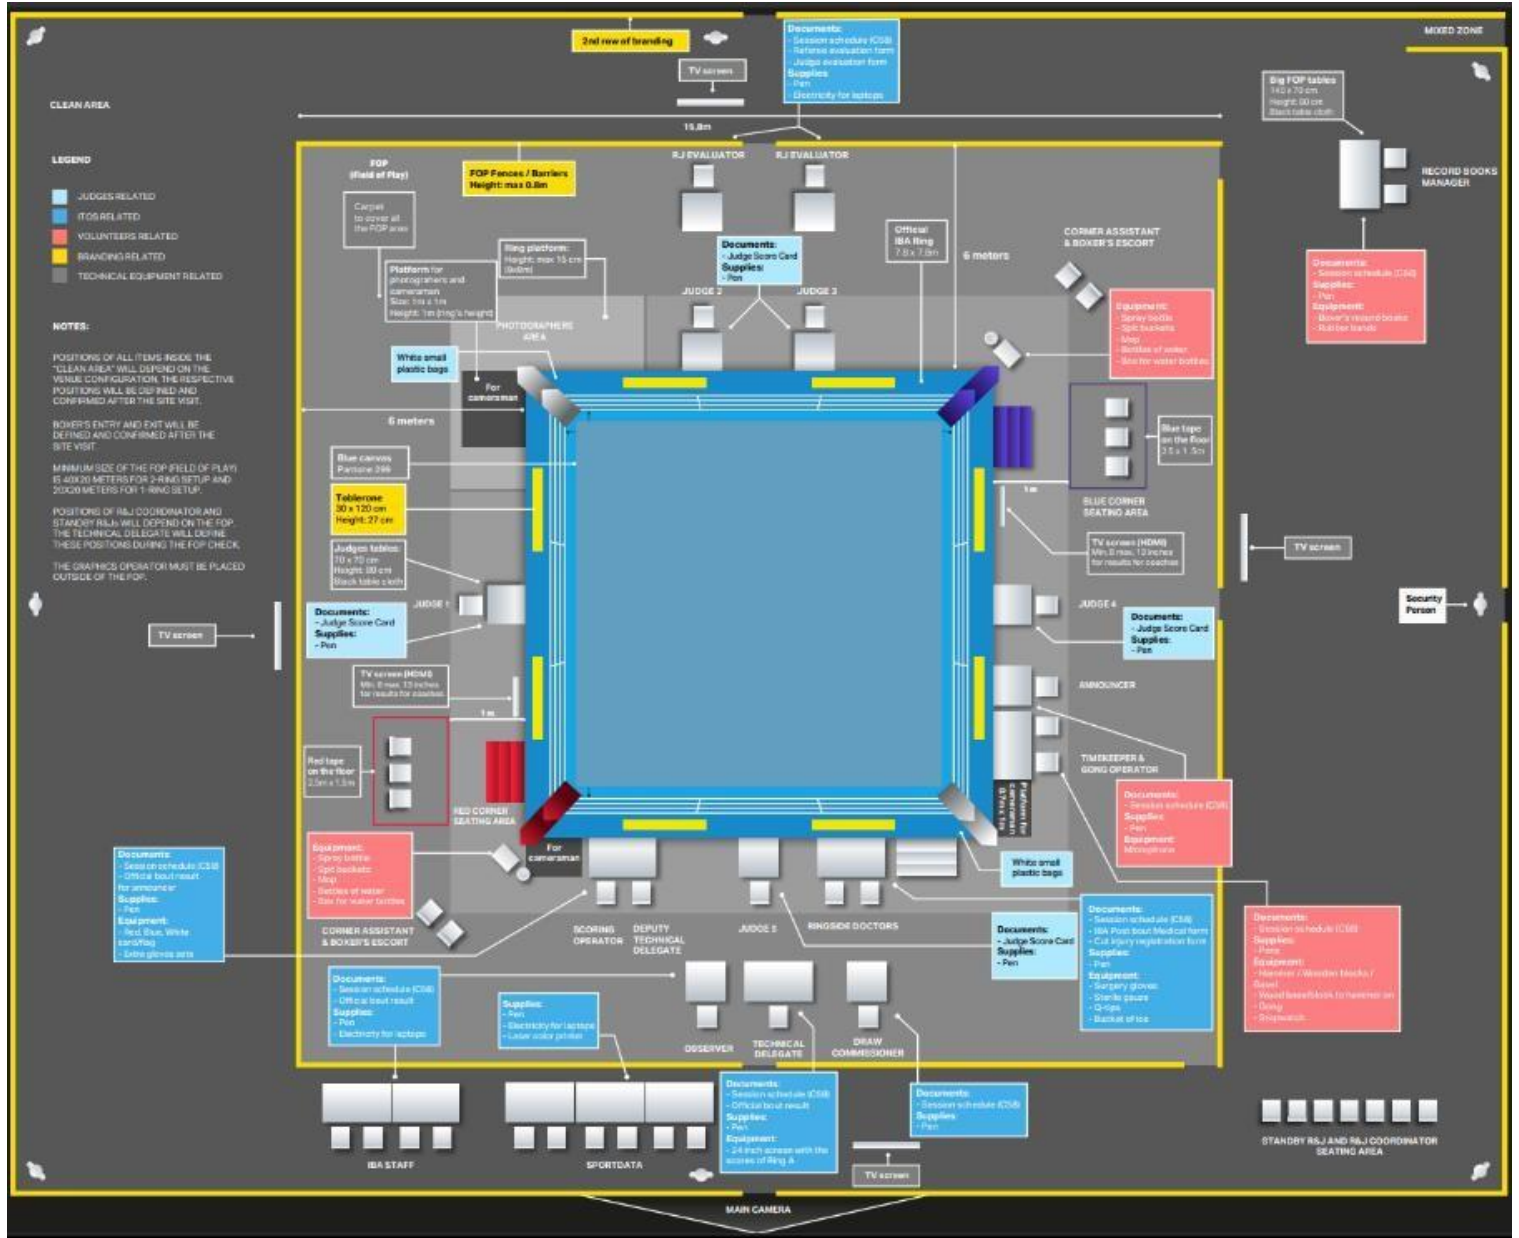 2nd row of branding
Documents:
- Session schedule (CSB)
- Referee evaluation form
- Judge evaluation form
Supplies
- Pen
- Electricity for laptops
MIXED ZONE
TV screen
Big FOP tables
140 x 70 cm
Height: 80 cm
Black table cloth
CLEAN AREA
15,8m
LEGEND
JUDGES RELATED
ITOS RELATED
VOLUNTEERS RELATED
BRANDING RELATED
TECHNICAL EQUIPMENT RELATED
FOP
(Field of Play)
FOP Fences / Barriers
Height: max 0.8m
RJ EVALUATOR
RJ EVALUATOR
RECORD BOOKS
MANAGER
Carpet
to cover all
the FOP area
Ring platform:
Height: max 15 cm
(9x9m)
Official
IBA Ring
7.8 x 7.8m
6 meters
CORNER ASSISTANT
& BOXER'S ESCORT
Documents:
- Judge Score Card
Supplies:
- Pen
Platform for
photographers and
cameraman
Size: 1m x 1m
Height: 1m (ring's height)
PHOTOGRAPHERS
AREA
JUDGE 2
JUDGE 3
Documents:
- Session schedule (CSB)
Supplies:
- Pen
Equipment:
- Boxer's record books
- Rubber bands
Equipment:
- Spray bottle
- Spit buckets
- Mop
- Bottles of water
- Box for water bottles
NOTES:
POSITIONS OF ALL ITEMS INSIDE THE
"CLEAN AREA" WILL DEPEND ON THE
VENUE CONFIGURATION, THE RESPECTIVE
POSITIONS WILL BE DEFINED AND
CONFIRMED AFTER THE SITE VISIT.
BOXER'S ENTRY AND EXIT WILL BE
DEFINED AND CONFIRMED AFTER THE
SITE VISIT.
MINIMUM SIZE OF THE FOP (FIELD OF PLAY)
IS 40X20 METERS FOR 2-RING SETUP AND
20X20 METERS FOR 1-RING SETUP.
POSITIONS OF R&J COORDINATOR AND
STANDBY R&Js WILL DEPEND ON THE FOP.
THE TECHNICAL DELEGATE WILL DEFINE
THESE POSITIONS DURING THE FOP CHECK.
THE GRAPHICS OPERATOR MUST BE PLACED
OUTSIDE OF THE FOP.
White small
plastic bags
For
cameraman
6 meters
Blue canvas
Pantone 299
Toblerone
30 x 120 cm
Height: 27 cm
Judges tables:
70 x 70 cm
Height: 80 cm
Black table cloth
Blue tape
on the floor
2.5 x 1.5m
1m
BLUE CORNER
SEATING AREA
TV screen (HDMI)
Min. 8 max. 13 inches
for results for coaches
TV screen
JUDGE 1
Documents:
- Judge Score Card
Supplies:
- Pen
JUDGE 4
Documents:
- Judge Score Card
Supplies:
- Pen
Security
Person
TV screen
TV screen (HDMI)
Min. 8 max. 13 inches
for results for coaches
1m
ANNOUNCER
Red tape
on the floor
2.5m x 1.5m
RED CORNER
SEATING AREA
TIMEKEEPER &
GONG OPERATOR
Platform for
cameraman
0.7m x 1m
Documents:
- Session schedule (CSB)
Supplies
- Pen
Equipment:
Microphone
Equipment:
- Spray bottle
- Spit buckets
- Mop
- Bottles of water
- Box for water bottles
For
cameraman
White small
plastic bags
Documents:
- Session schedule (CSB)
- Official bout result
for announcer
Supplies:
- Pen
Equipment:
- Red, Blue, White
card/flag
- Extra gloves sets
CORNER ASSISTANT
& BOXER'S ESCORT
SCORING
OPERATOR
DEPUTY
TECHNICAL
DELEGATE
JUDGE 5
RINGSIDE DOCTORS
Documents:
- Judge Score Card
Supplies:
- Pen
Documents:
- Session schedule (CSB)
- IBA Post bout Medical form
- Cut injury registration form
Supplies:
- Pen
Equipment:
- Surgery gloves
- Sterile gauze
- Q-tips
- Bucket of ice
Documents:
- Session schedule (CSB)
Supplies:
- Pens
Equipment:
- Hammer / Wooden blocks /
Gavel
- Wood base/block to hammer on
- Gong
- Stopwatch
Documents:
- Session schedule (CSB)
- Official bout result
Supplies:
- Pen
- Electricity for laptops
Supplies:
- Pen
- Electricity for laptops
- Laser color printer
OBSERVER
TECHNICAL
DELEGATE
DRAW
COMMISSIONER
Documents:
- Session schedule (CSB)
- Official bout result
Supplies:
- Pen
Equipment:
- 24 inch screen with the
scores of Ring A
Documents:
- Session schedule (CSB)
Supplies:
- Pen
IBA STAFF
SPORTDATA
TV screen
STANDBY R&J AND R&J COORDINATOR
SEATING AREA
MAIN CAMERA